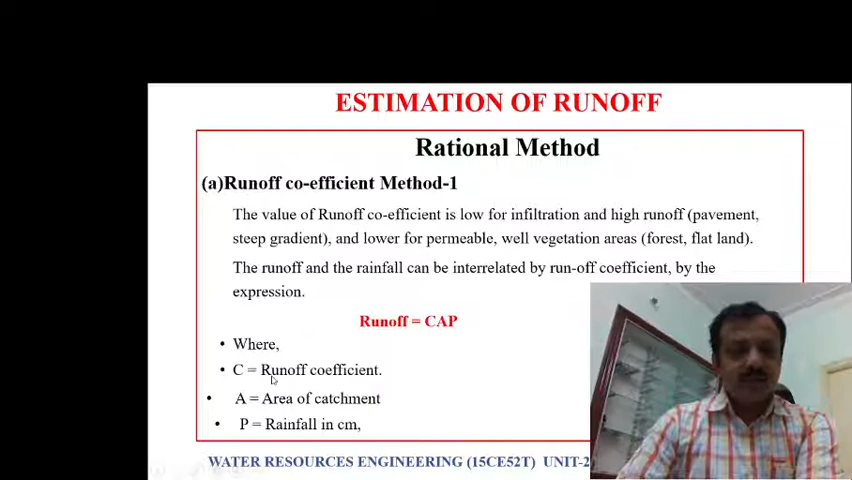 ESTIMATION OF RUNOFF
Rational Method
(a)Runoff co-efficient Method-1
The value of Runoff co-efficient is low for infiltration and high runoff (pavement,
steep gradient), and lower for permeable, well vegetation areas (forest, flat land).
The runoff and the rainfall can be interrelated by run-off coefficient, by the
expression.
Runoff = CAP
• Where,
• C = Runoff coefficient.
• A = Area of catchment
• P = Rainfall in cm,
WATER RESOURCES ENGINEERING (15CE52T) UNIT-2